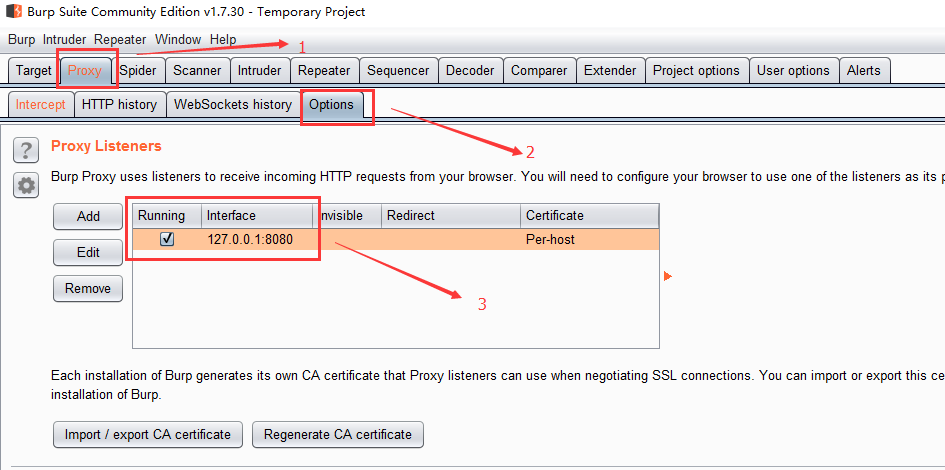 Burp Suite Community Edition v1.7.30 - Temporary Project
Burp Intruder Repeater Window Help
1
Target Proxy Spider Scanner Intruder Repeater Sequencer Decoder Comparer Extender Project options User options Alerts
Intercept HTTP history WebSockets history Options
2
? Proxy Listeners
Burp Proxy uses listeners to receive incoming HTTP requests from your browser. You will need to configure your browser to use one of the listeners as its p
Add Running Interface nvisible Redirect Certificate
127.0.0.1:8080 Per-host
Edit
Remove
3
Each installation of Burp generates its own CA certificate that Proxy listeners can use when negotiating SSL connections. You can import or export this ce
installation of Burp.
Import / export CA certificate Regenerate CA certificate